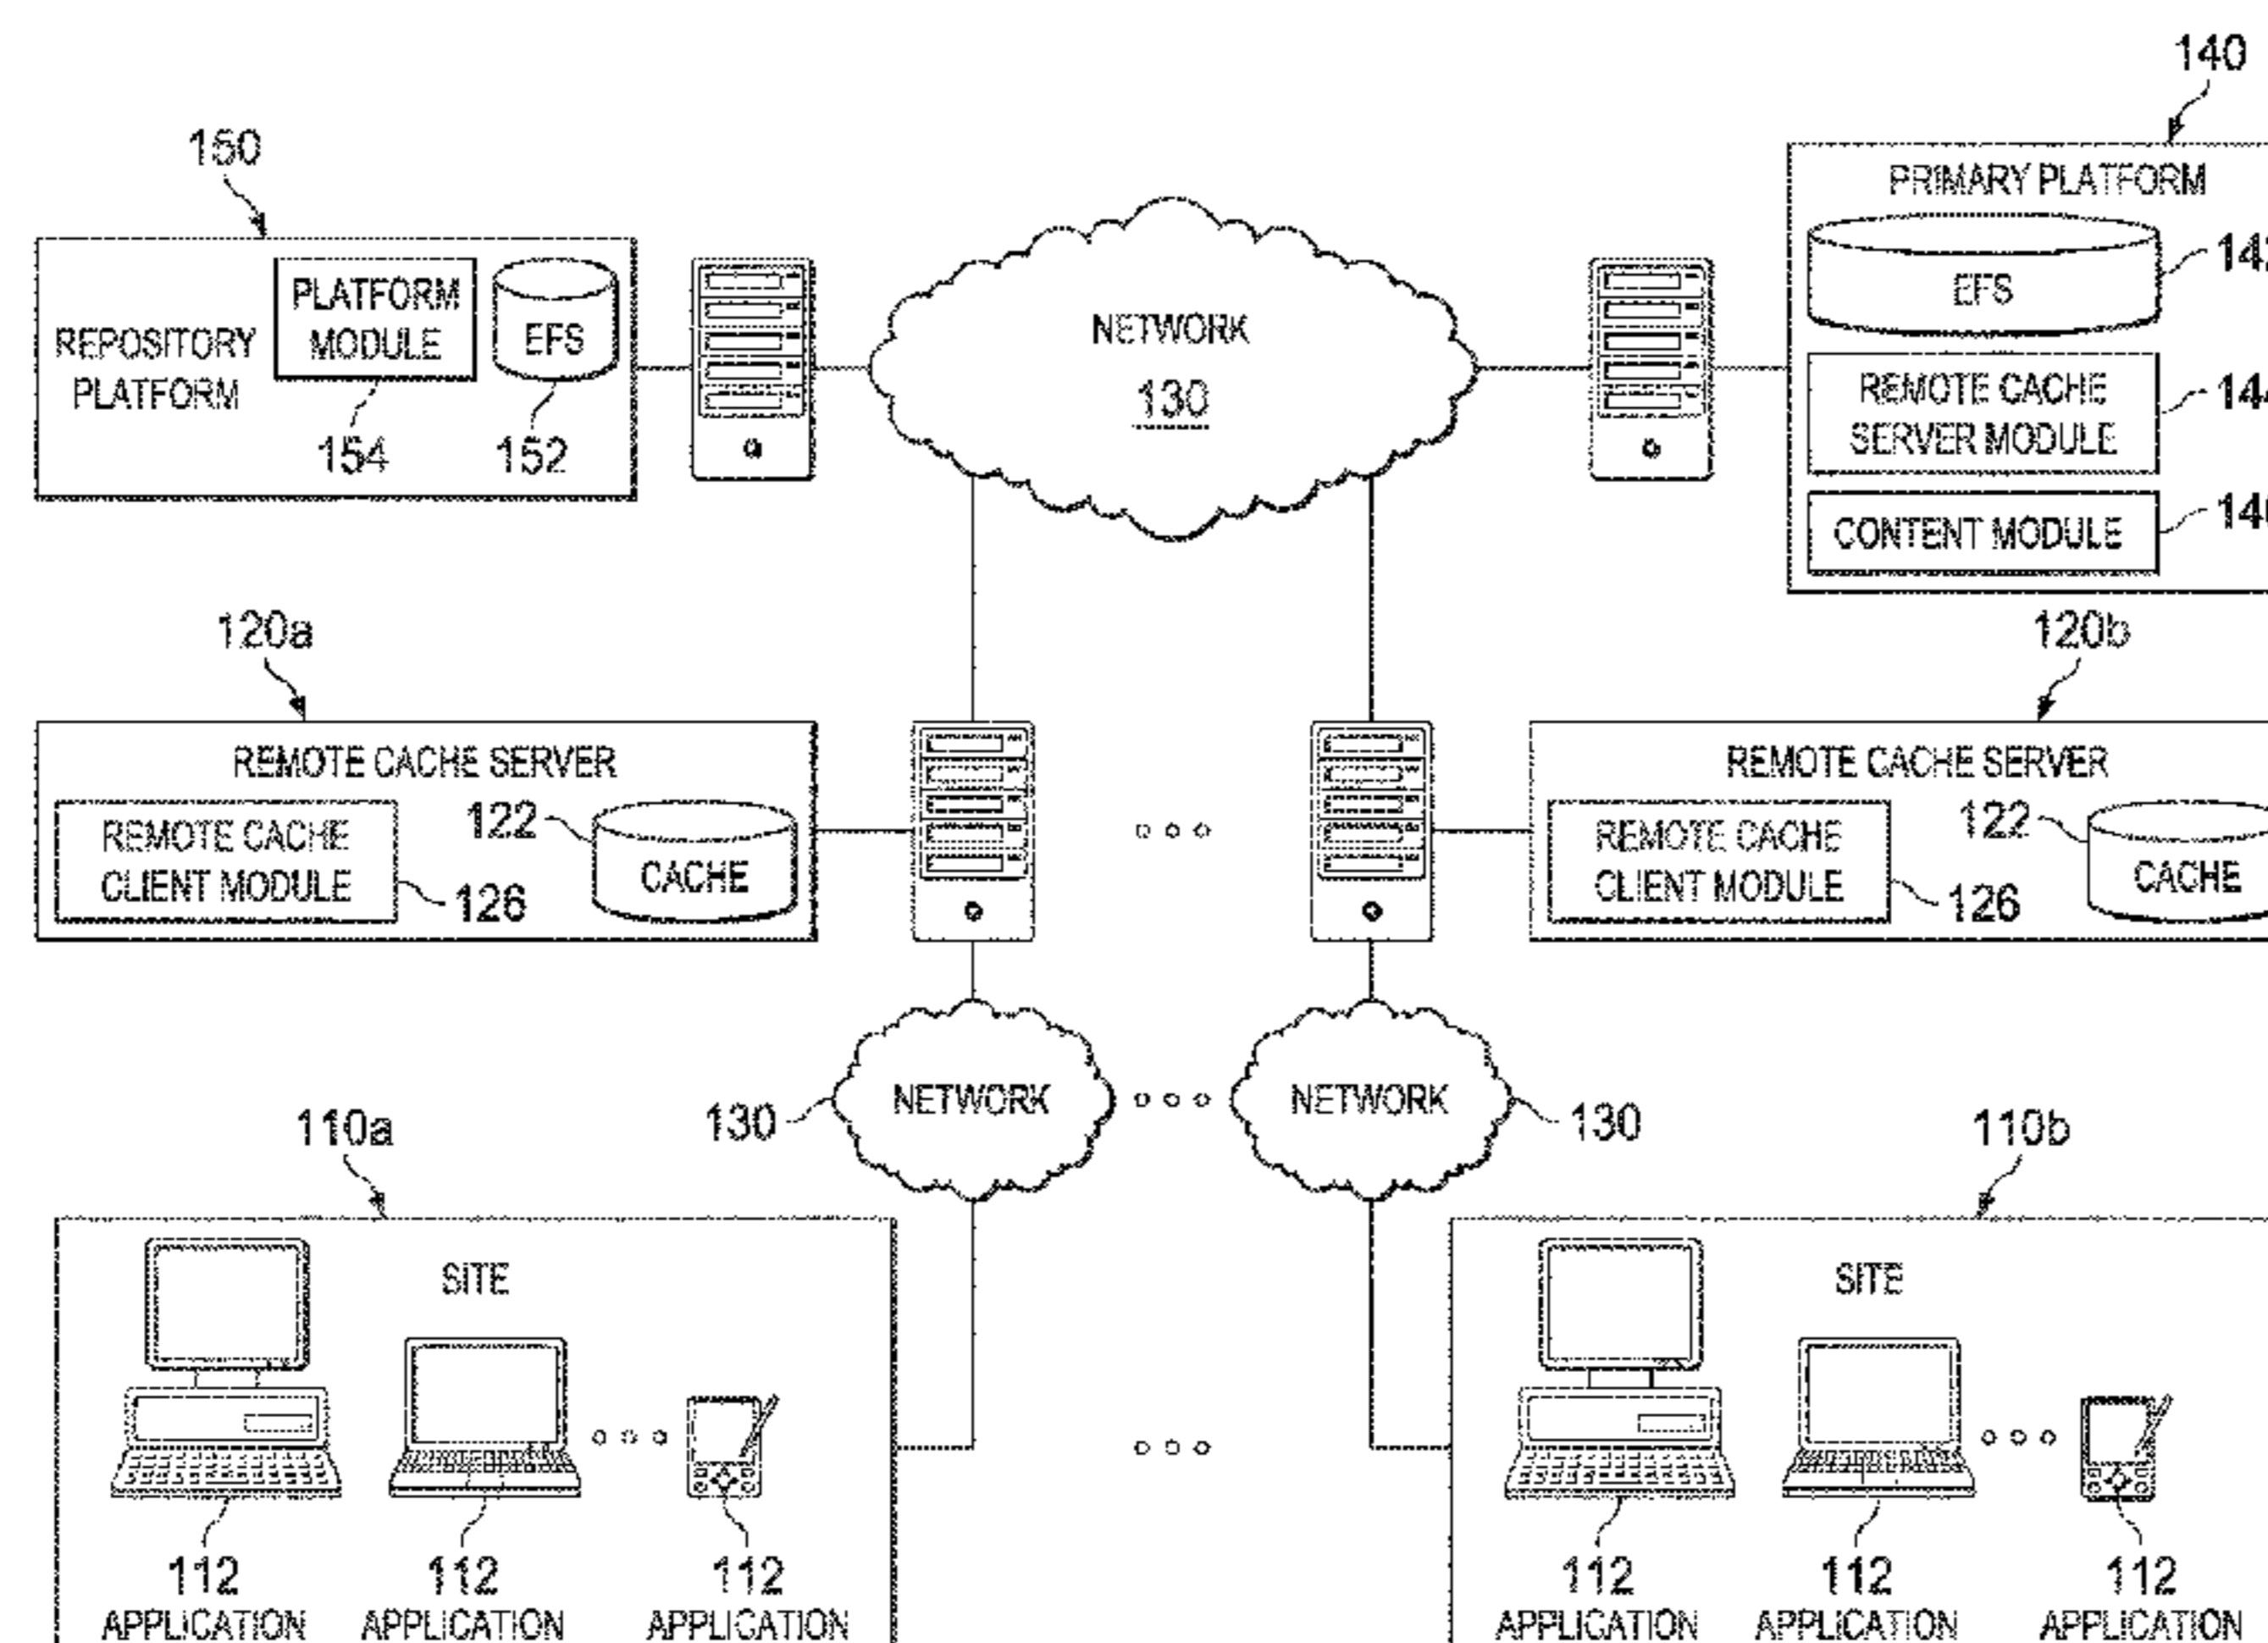 140
150
PRIMARY PLATFORM
EFS
REMOTE CACHE
SERVER MODULE
CONTENT MODULE
REPOSITORY
PLATFORM
PLATFORM
MODULE
EFS
154
152
NETWORK
130
120a
120b
REMOTE CACHE SERVER
REMOTE CACHE
CLIENT MODULE
126
122
CACHE
REMOTE CACHE SERVER
REMOTE CACHE
CLIENT MODULE
126
122
CACHE
130
NETWORK
NETWORK
130
110a
110b
SITE
112
APPLICATION
112
APPLICATION
112
APPLICATION
SITE
112
APPLICATION
112
APPLICATION
112
APPLICATION